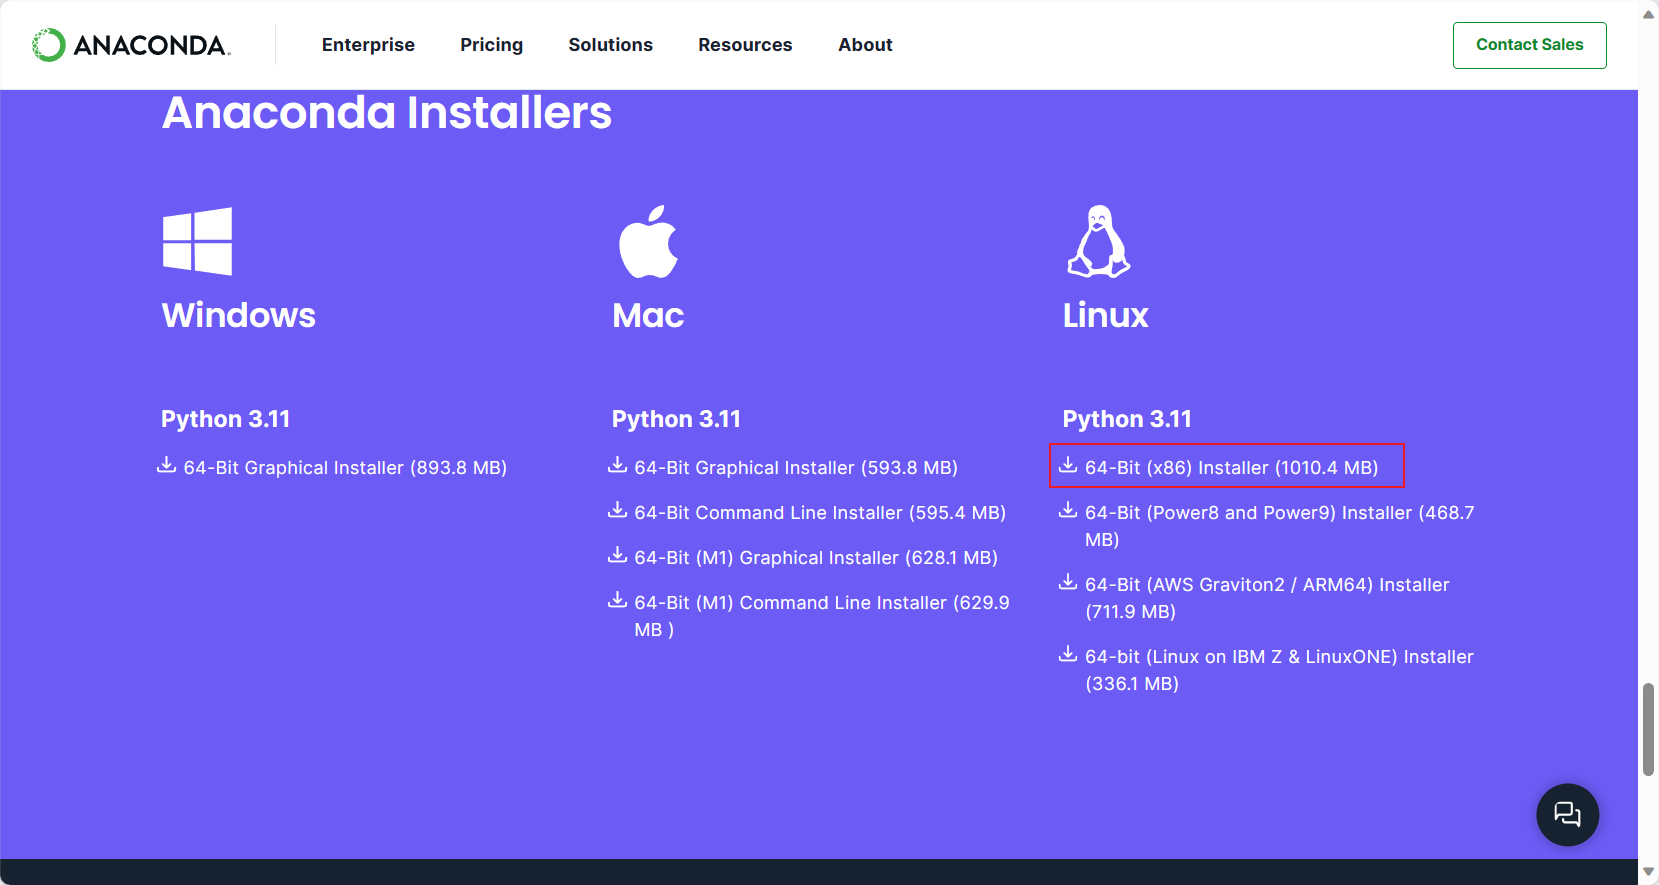 ANACONDA.
Enterprise
Pricing
Solutions
Resources
About
Contact Sales
Anaconda Installers
Windows
Python 3.11
64-Bit Graphical Installer (893.8 MB)
Mac
Python 3.11
64-Bit Graphical Installer (593.8 MB)
64-Bit Command Line Installer (595.4 MB)
64-Bit (M1) Graphical Installer (628.1 MB)
64-Bit (M1) Command Line Installer (629.9
MB )
Linux
Python 3.11
64-Bit (x86) Installer (1010.4 MB)
64-Bit (Power8 and Power9) Installer (468.7
MB)
64-Bit (AWS Graviton2 / ARM64) Installer
(711.9 MB)
64-bit (Linux on IBM Z & LinuxONE) Installer
(336.1 MB)